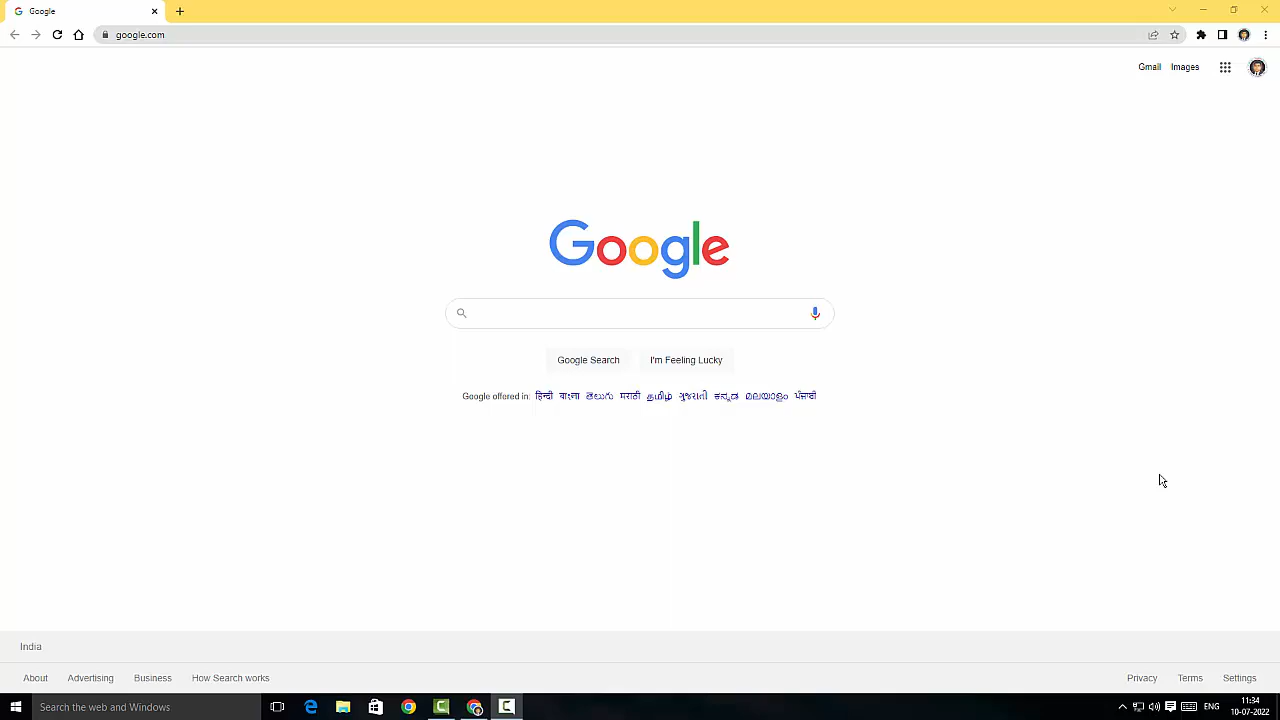 Google
google.com
Gmail Images
Google
Google Search I'm Feeling Lucky
Google offered in: हिन्दी বাংলা తెలుగు मराठी தமிழ் ગુજરાતી ಕನ್ನಡ മലയാളം ਪੰਜਾਬੀ
India
About Advertising Business How Search works
Privacy Terms Settings
Search the web and Windows
ENG
11:34
10-07-2022